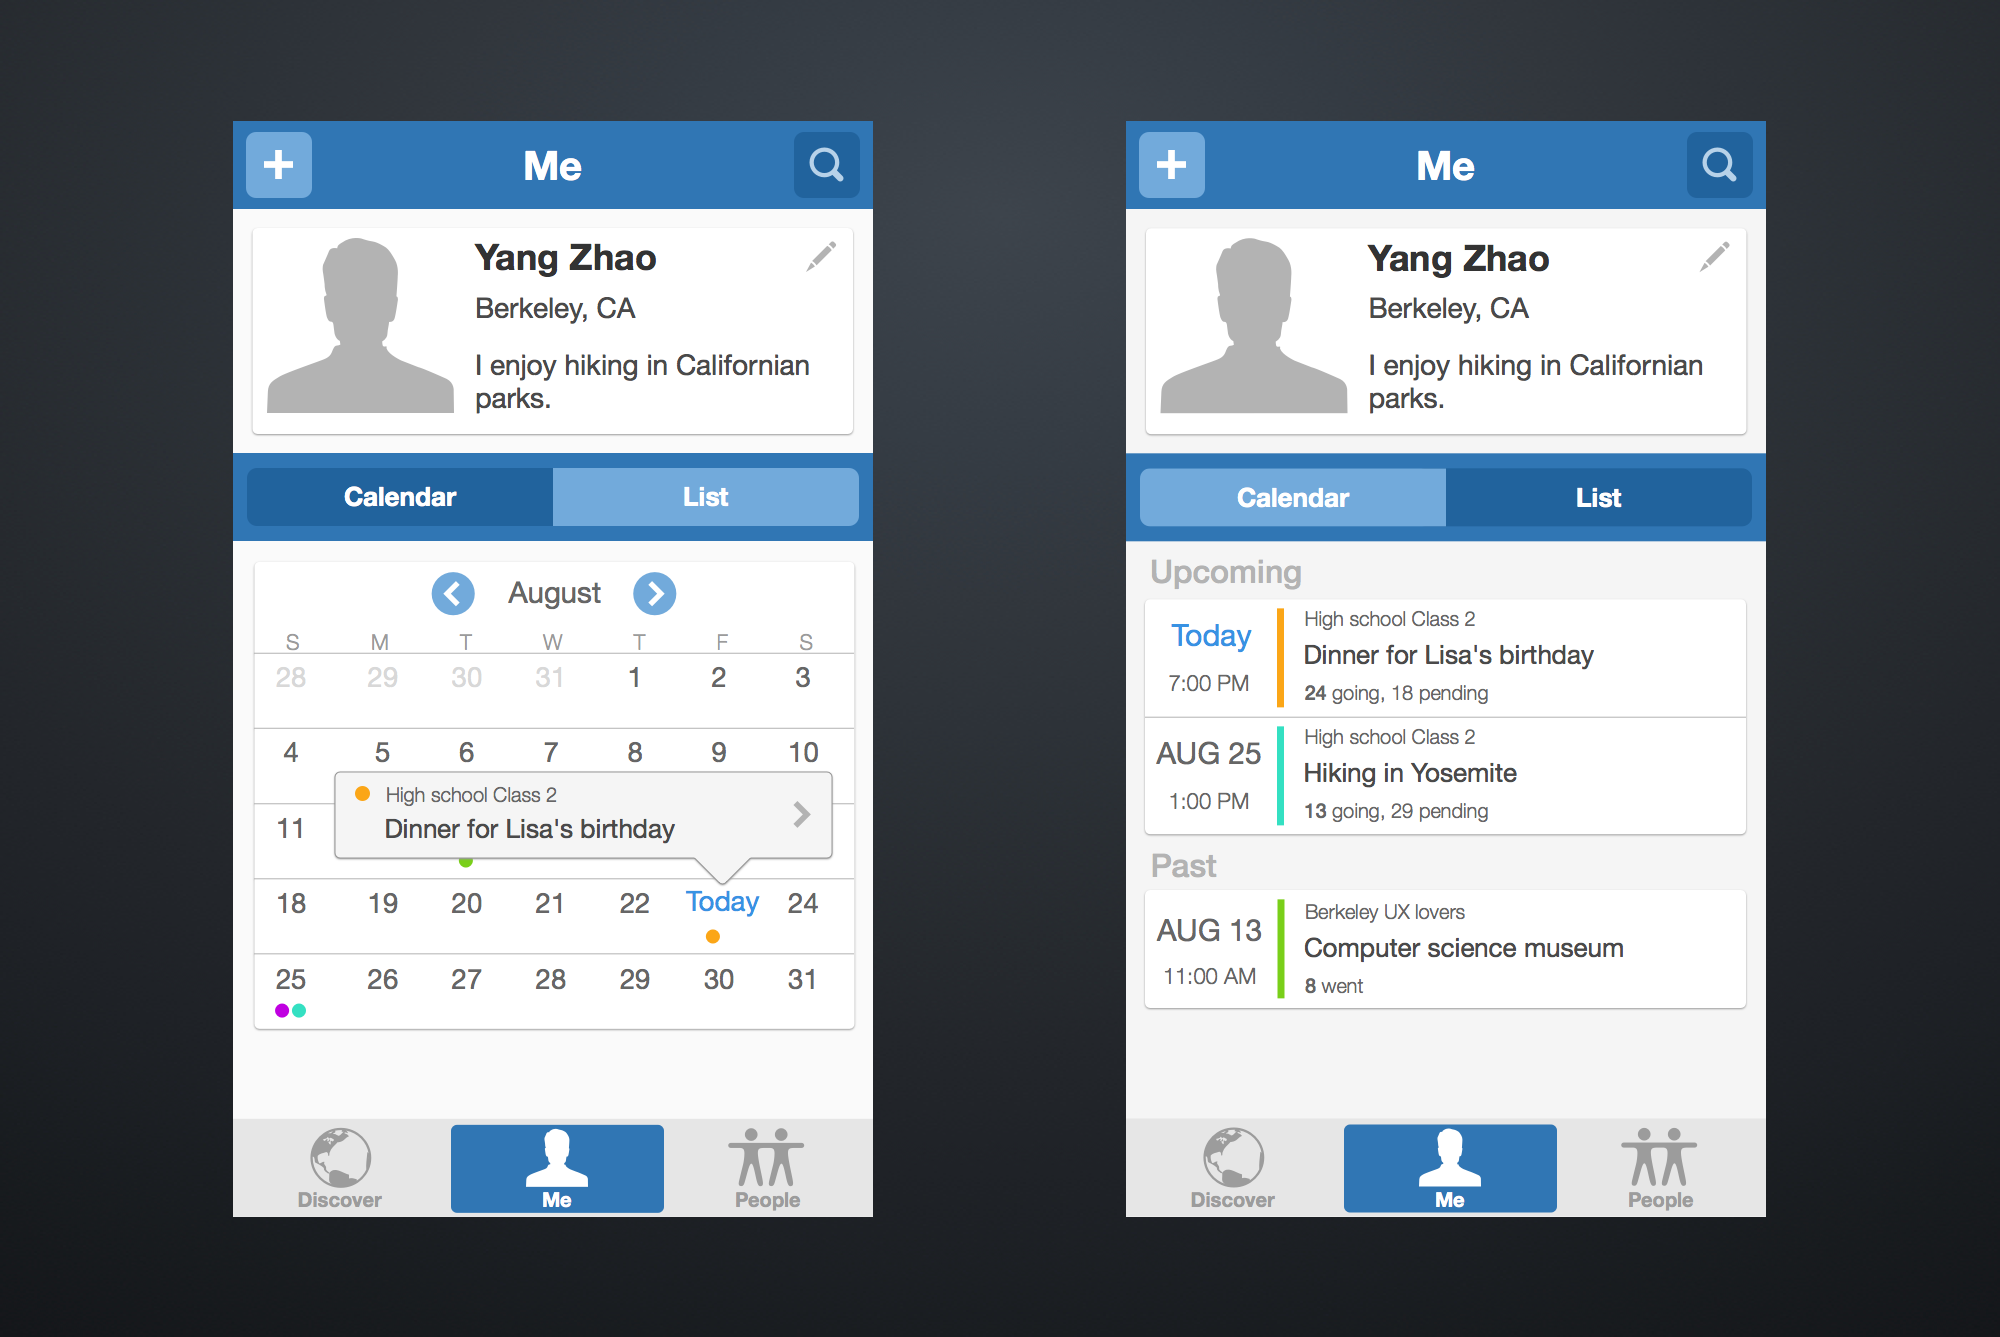 Me
Yang Zhao
Berkeley, CA
I enjoy hiking in Californian
parks.
Calendar List
August
S M T W T F S
28 29 30 31 1 2 3
4 5 6 7 8 9 10
High school Class 2
Dinner for Lisa's birthday
11
18 19 20 21 22 Today 24
25 26 27 28 29 30 31
Discover Me People
Me
Yang Zhao
Berkeley, CA
I enjoy hiking in Californian
parks.
Calendar List
Upcoming
Today
7:00 PM
High school Class 2
Dinner for Lisa's birthday
24 going, 18 pending
AUG 25
1:00 PM
High school Class 2
Hiking in Yosemite
13 going, 29 pending
Past
AUG 13
11:00 AM
Berkeley UX lovers
Computer science museum
8 went
Discover Me People